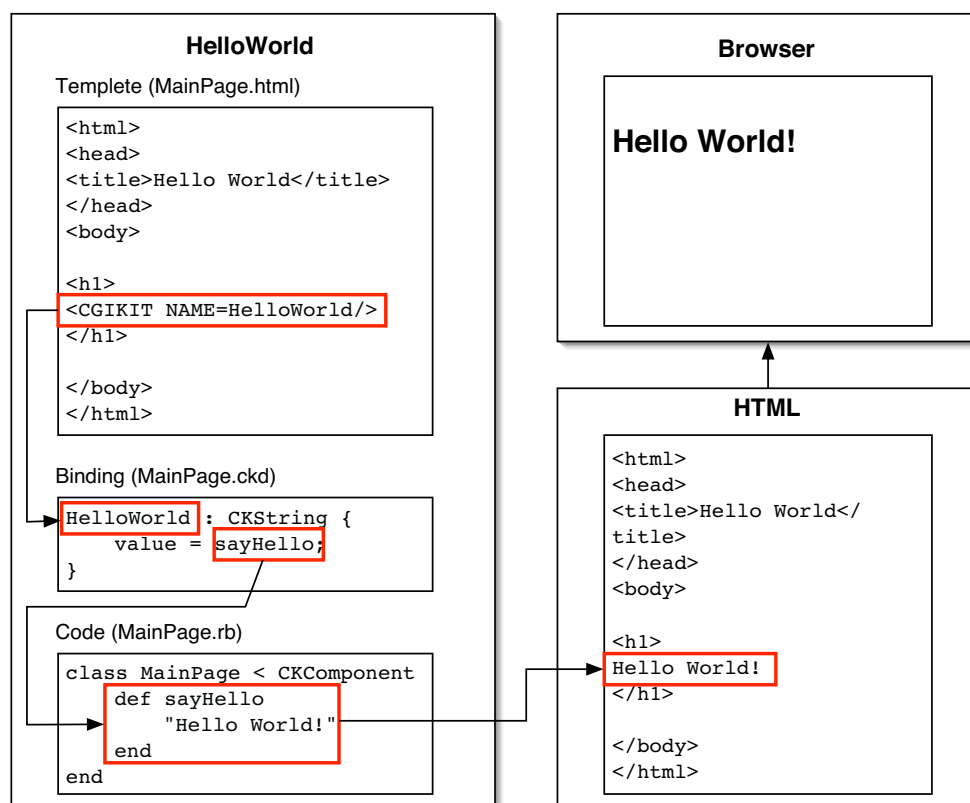 HelloWorld
Templete (MainPage.html)
<html>
<head>
<title>Hello World</title>
</head>
<body>
<h1>
<CGIKIT NAME=HelloWorld/>
</h1>
</body>
</html>
Binding (MainPage.ckd)
HelloWorld : CKString {
    value = sayHello;
}
Code (MainPage.rb)
class MainPage < CKComponent
    def sayHello
        "Hello World!"
    end
end
Browser
Hello World!
HTML
<html>
<head>
<title>Hello World</
title>
</head>
<body>
<h1>
Hello World!
</h1>
</body>
</html>